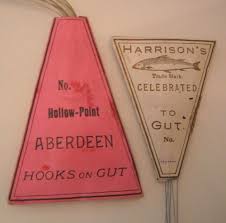 No.
Hollow-Point
ABERDEEN
HOOKS ON GUT
HARRISON'S
Trade Mark.
CELEBRATED
TO
GUT.
No.